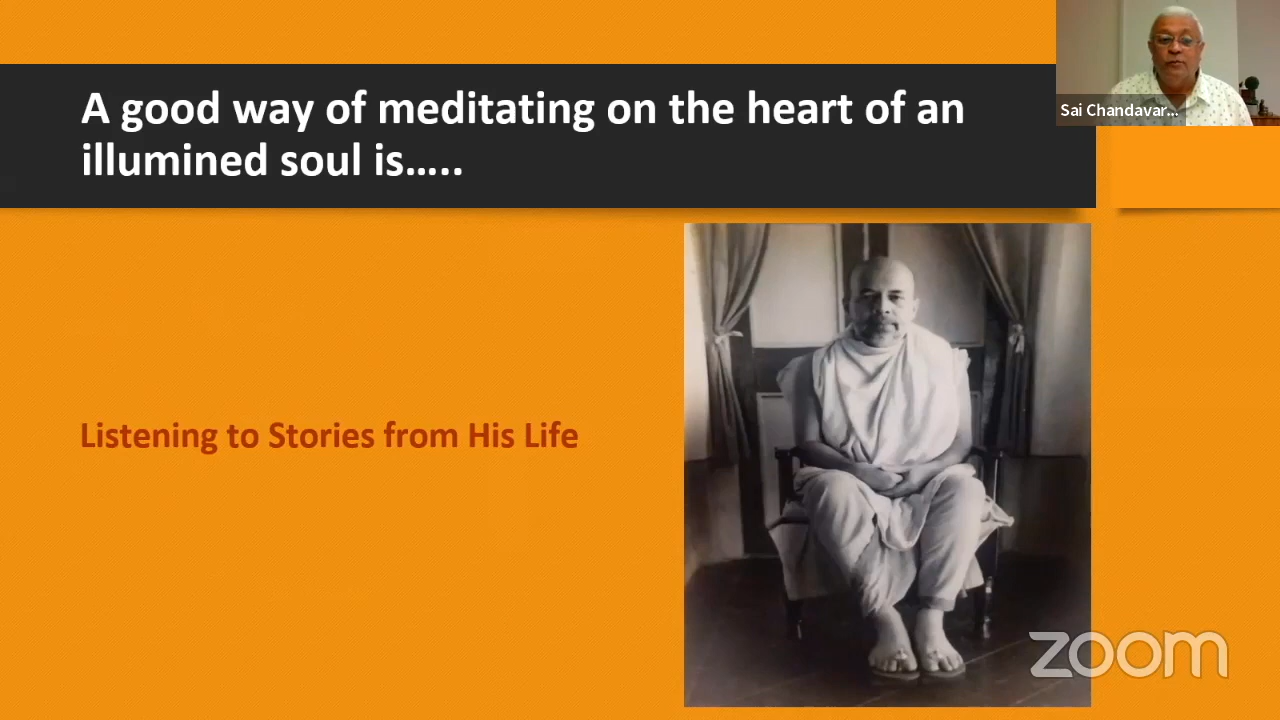 A good way of meditating on the heart of an
illumined soul is.....
Sai Chandavar...
Listening to Stories from His Life
zoom